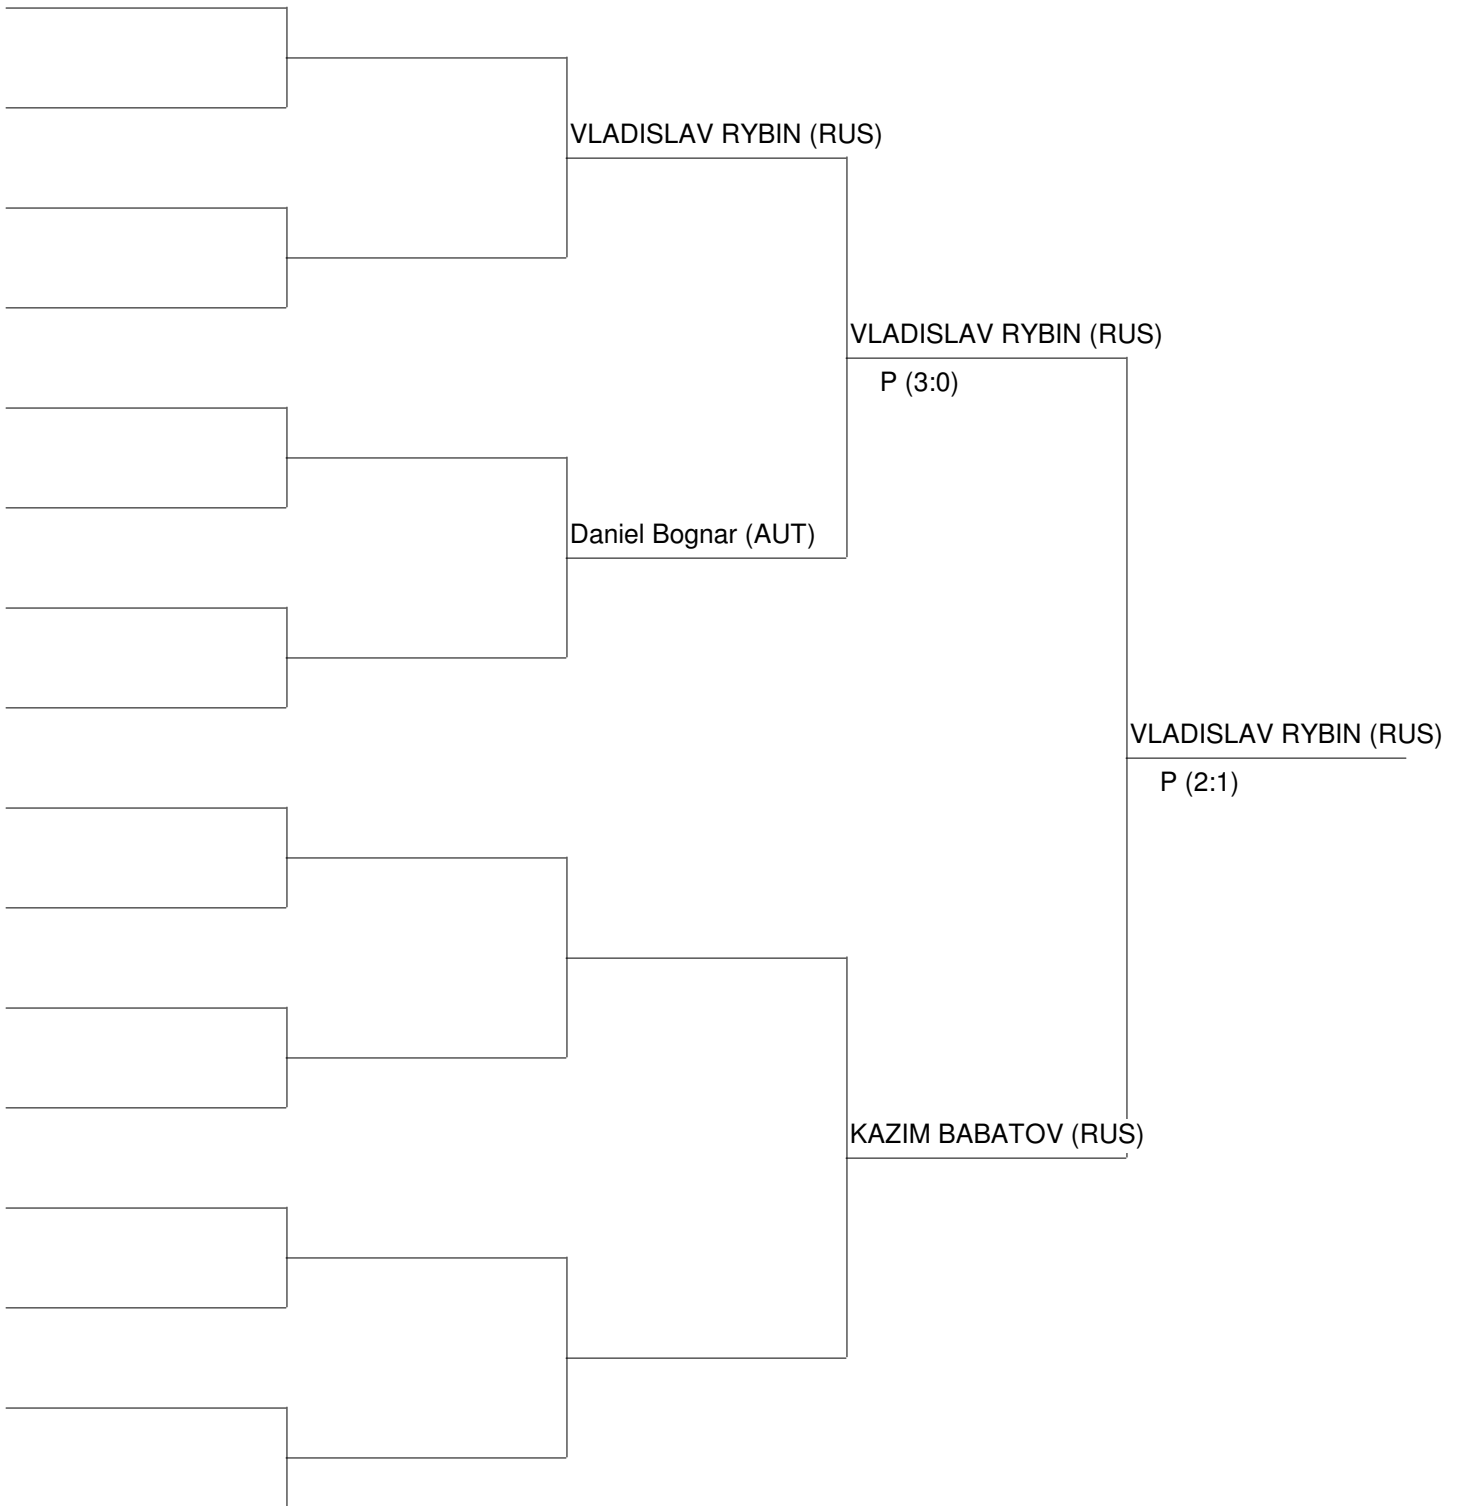 VLADISLAV RYBIN (RUS)
VLADISLAV RYBIN (RUS)
P (3:0)
Daniel Bognar (AUT)
VLADISLAV RYBIN (RUS)
P (2:1)
KAZIM BABATOV (RUS)